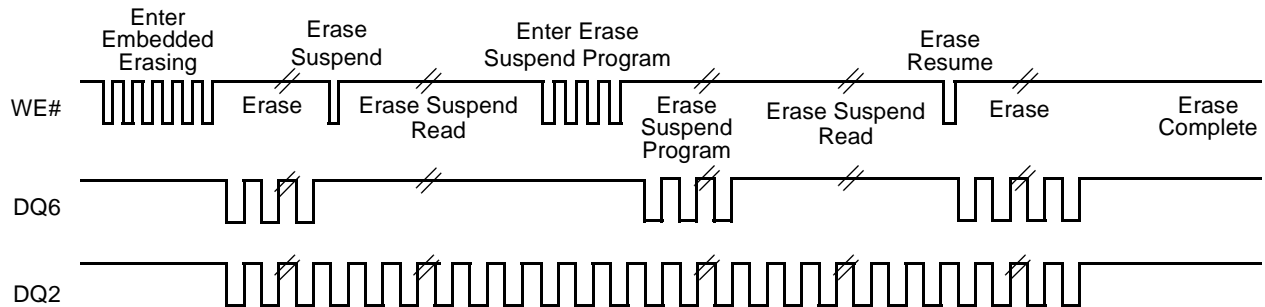 Enter
Embedded
Erasing
Erase
Suspend
Enter Erase
Suspend Program
Erase
Resume
WE#
Erase
Erase Suspend
Read
Erase
Suspend
Program
Erase Suspend
Read
Erase
Erase
Complete
DQ6
DQ2